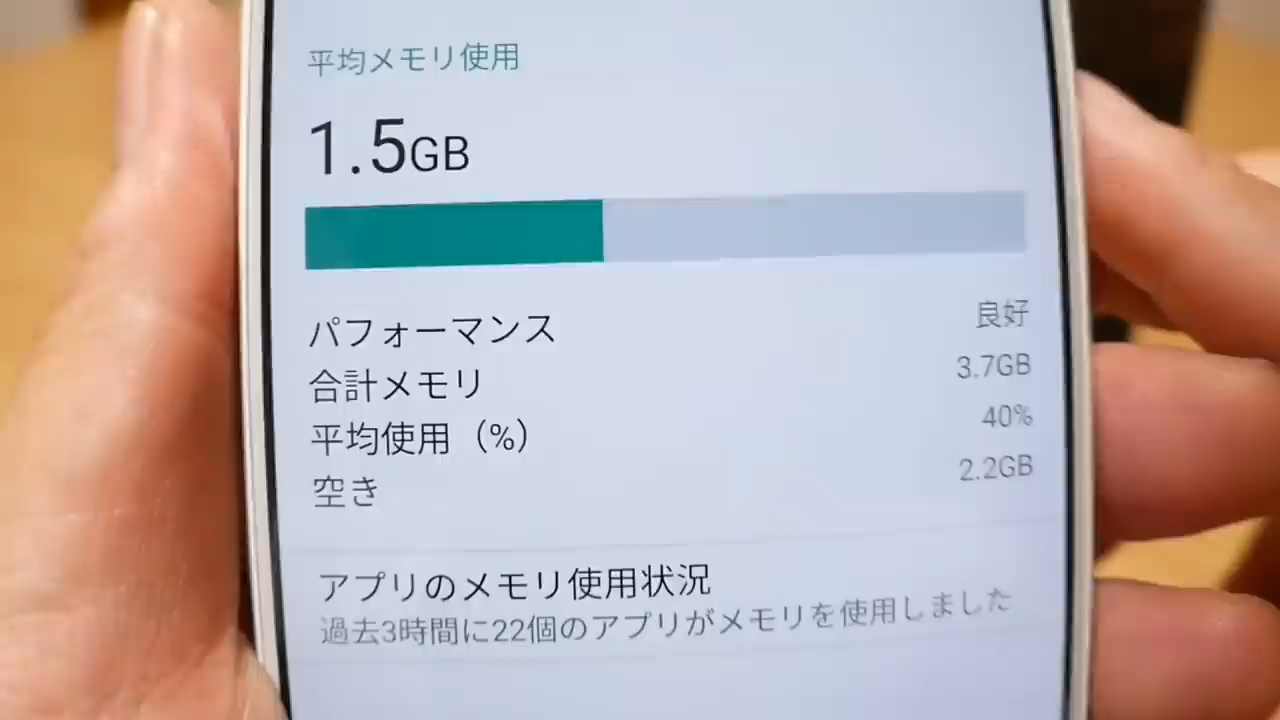 平均メモリ使用
1.5GB
パフォーマンス 良好
合計メモリ 3.7GB
平均使用（%） 40%
空き 2.2GB
アプリのメモリ使用状況
過去3時間に22個のアプリがメモリを使用しました